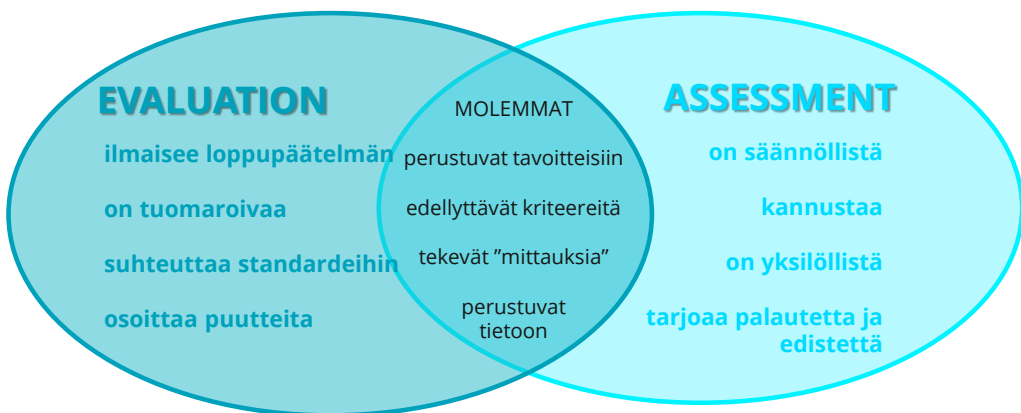 EVALUATION
ilmaisee loppupäätelmän
on tuomaroivaa
suhteuttaa standardeihin
osoittaa puutteita
MOLEMMAT
perustuvat tavoitteisiin
edellyttävät kriteereitä
tekevät ”mittauksia”
perustuvat
tietoon
ASSESSMENT
on säännöllistä
kannustaa
on yksilöllistä
tarjoaa palautetta ja
edistettä